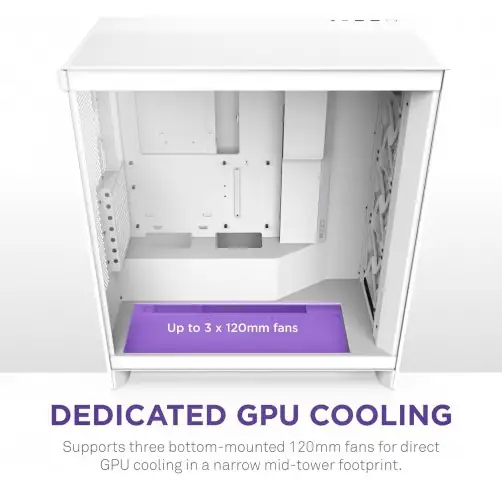 Up to 3 x 120mm fans
DEDICATED GPU COOLING
Supports three bottom-mounted 120mm fans for direct
GPU cooling in a narrow mid-tower footprint.